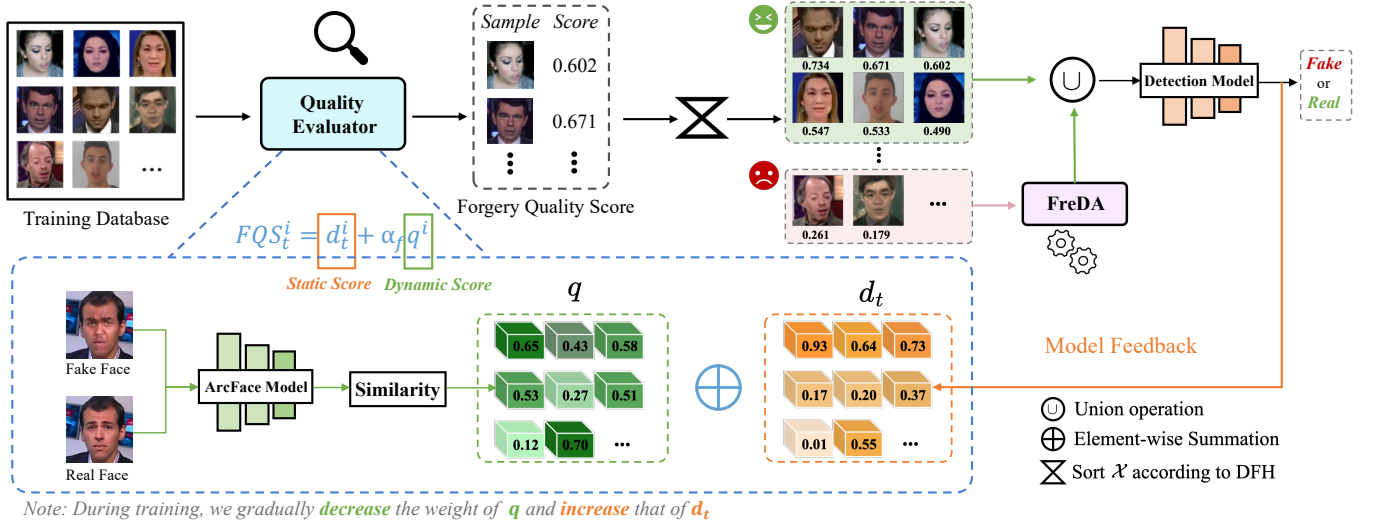 Sample Score
0.602
0.671
Training Database
Quality
Evaluator
Forgery Quality Score
0.734 0.671 0.602
0.547 0.533 0.490
0.261 0.179 ...
∪
Detection Model
Fake
or
Real
FreDA
FQS_t^i = d_t^i + α_f q^i
Static Score Dynamic Score
Fake Face
Real Face
ArcFace Model
Similarity
q
0.65 0.43 0.58
0.53 0.27 0.51
0.12 0.70 ...
d_t
0.93 0.64 0.73
0.17 0.20 0.37
0.01 0.55 ...
Model Feedback
∪ Union operation
⊕ Element-wise Summation
Sort 𝒳 according to DFH
Note: During training, we gradually decrease the weight of q and increase that of d_t